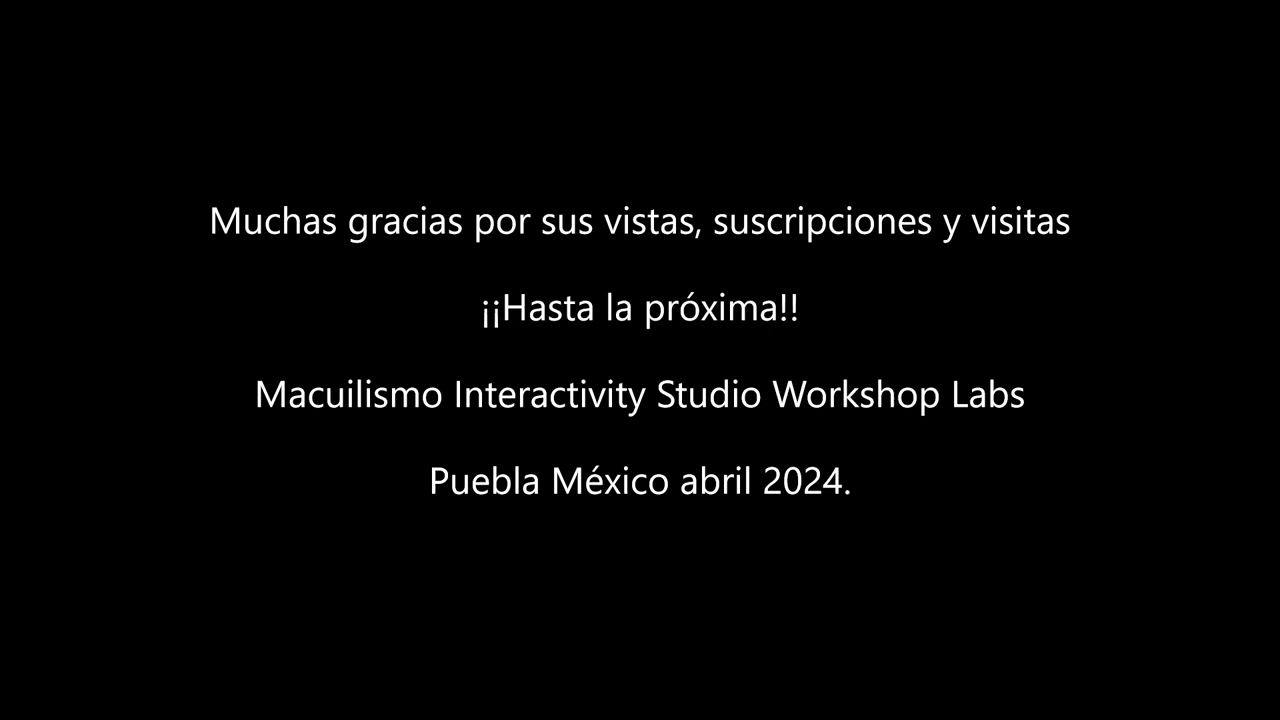 Muchas gracias por sus vistas, suscripciones y visitas
¡¡Hasta la próxima!!
Macuilismo Interactivity Studio Workshop Labs
Puebla México abril 2024.